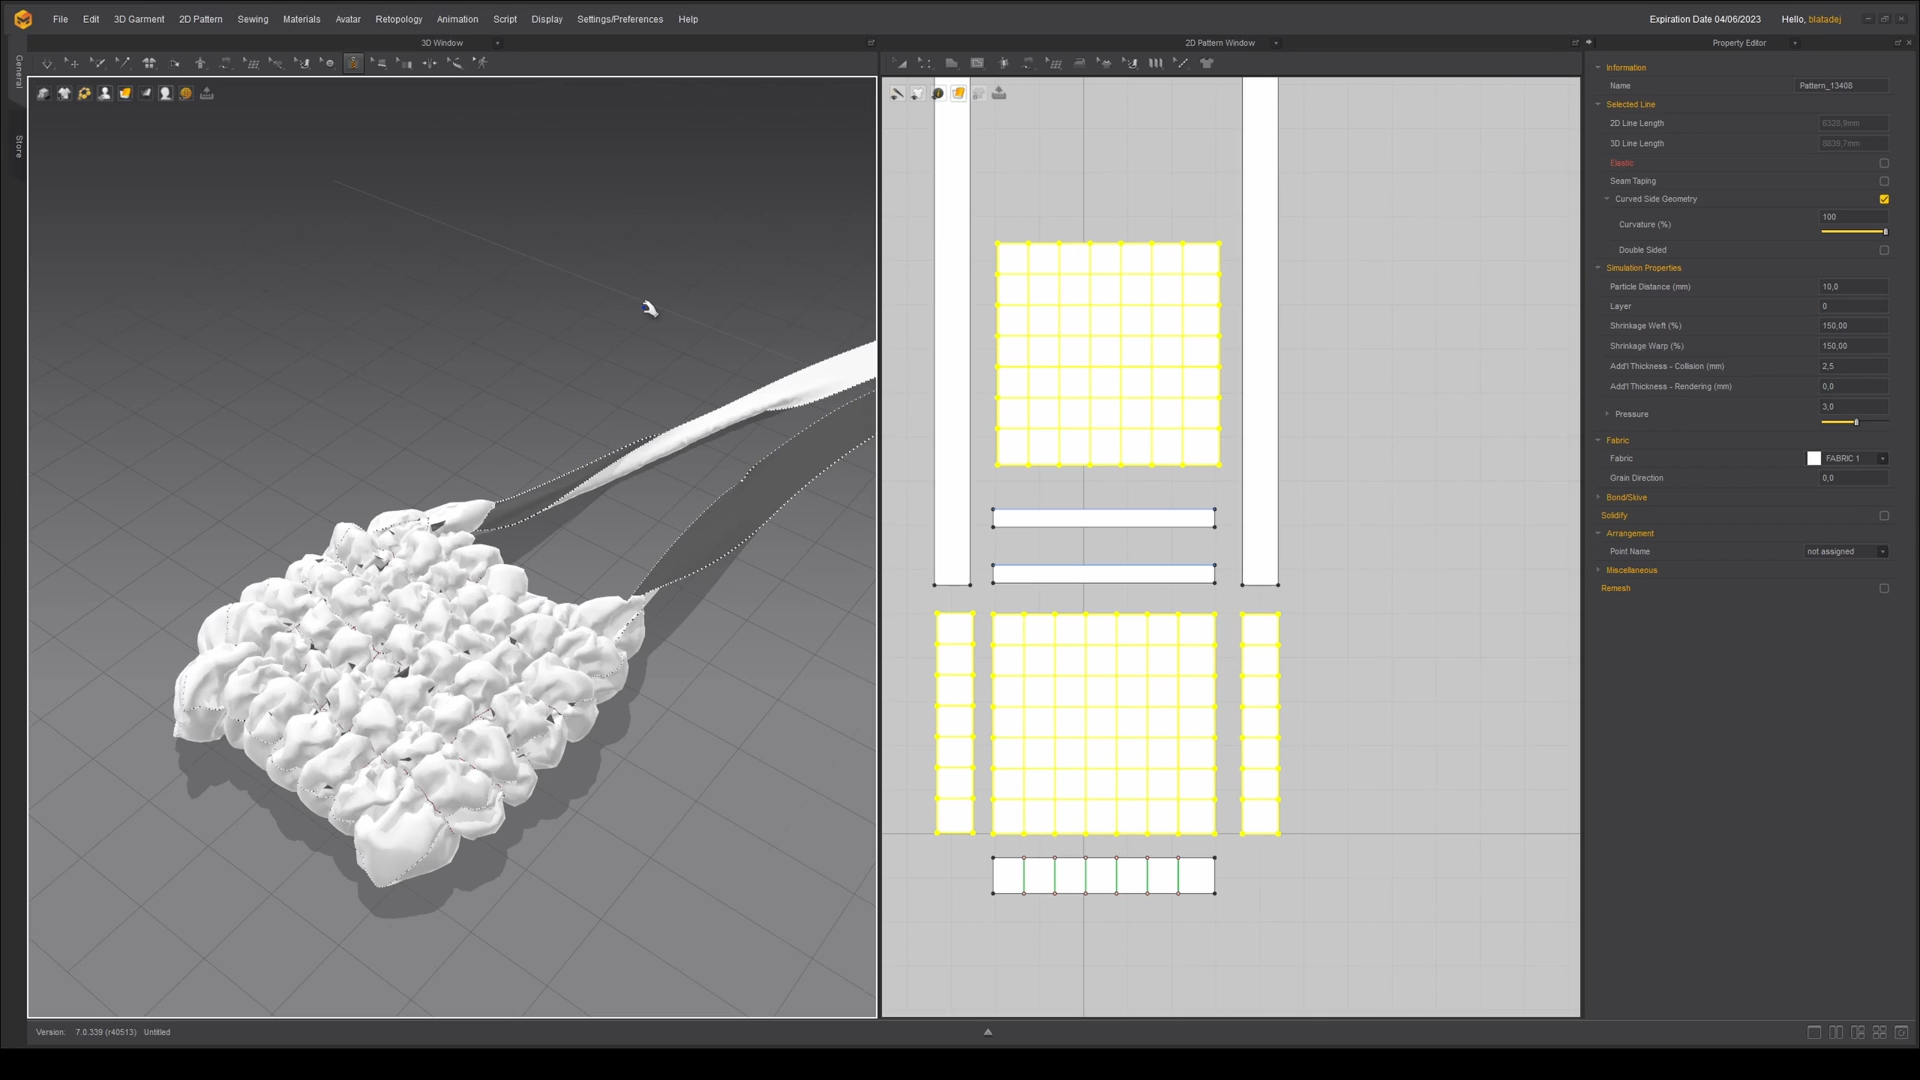 File Edit 3D Garment 2D Pattern Sewing Materials Avatar Retopology Animation Script Display Settings/Preferences Help Expiration Date 04/06/2023 Hello, blatadej
3D Window 2D Pattern Window Property Editor
General
Store
Information
Name Pattern_13408
Selected Line
2D Line Length 6328,9mm
3D Line Length 8839,7mm
Elastic
Seam Taping
Curved Side Geometry
100
Curvature (%)
Double Sided
Simulation Properties
Particle Distance (mm) 10,0
Layer 0
Shrinkage Weft (%) 150,00
Shrinkage Warp (%) 150,00
Add'l Thickness - Collision (mm) 2,5
Add'l Thickness - Rendering (mm) 0,0
3,0
Pressure
Fabric
Fabric FABRIC 1
Grain Direction 0,0
Bond/Skive
Solidify
Arrangement
Point Name not assigned
Miscellaneous
Remesh
Version: 7.0.339 (r40513) Untitled